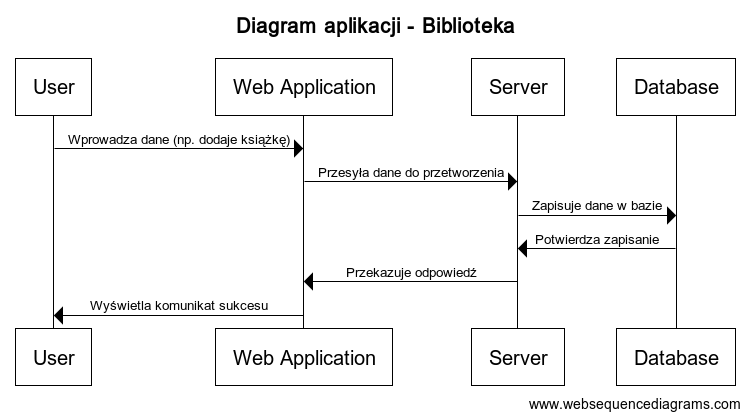 Diagram aplikacji - Biblioteka
User
Web Application
Server
Database
Wprowadza dane (np. dodaje książkę)
Przesyła dane do przetworzenia
Zapisuje dane w bazie
Potwierdza zapisanie
Przekazuje odpowiedź
Wyświetla komunikat sukcesu
User
Web Application
Server
Database
www.websequencediagrams.com